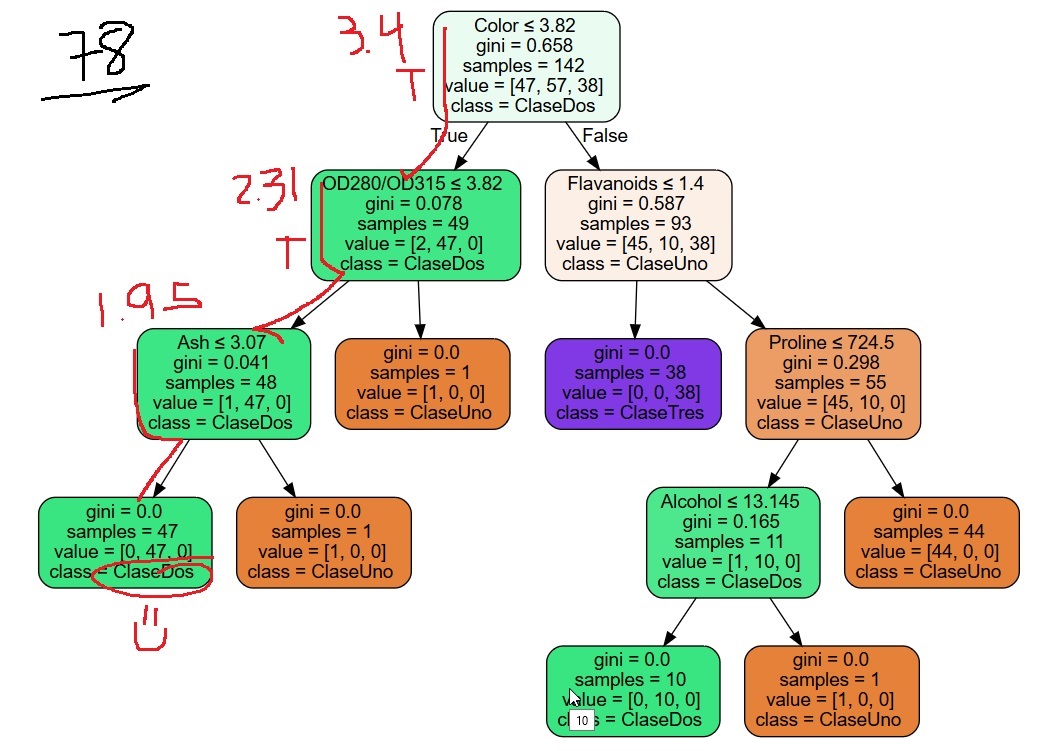 78
3.4
T
Color ≤ 3.82
gini = 0.658
samples = 142
value = [47, 57, 38]
class = ClaseDos
True
False
2.31
T
OD280/OD315 ≤ 3.82
gini = 0.078
samples = 49
value = [2, 47, 0]
class = ClaseDos
Flavanoids ≤ 1.4
gini = 0.587
samples = 93
value = [45, 10, 38]
class = ClaseUno
1.95
Ash ≤ 3.07
gini = 0.041
samples = 48
value = [1, 47, 0]
class = ClaseDos
gini = 0.0
samples = 1
value = [1, 0, 0]
class = ClaseUno
gini = 0.0
samples = 38
value = [0, 0, 38]
class = ClaseTres
Proline ≤ 724.5
gini = 0.298
samples = 55
value = [45, 10, 0]
class = ClaseUno
gini = 0.0
samples = 47
value = [0, 47, 0]
class = ClaseDos
gini = 0.0
samples = 1
value = [1, 0, 0]
class = ClaseUno
Alcohol ≤ 13.145
gini = 0.165
samples = 11
value = [1, 10, 0]
class = ClaseDos
gini = 0.0
samples = 44
value = [44, 0, 0]
class = ClaseUno
gini = 0.0
samples = 10
value = [0, 10, 0]
class = ClaseDos
10
gini = 0.0
samples = 1
value = [1, 0, 0]
class = ClaseUno